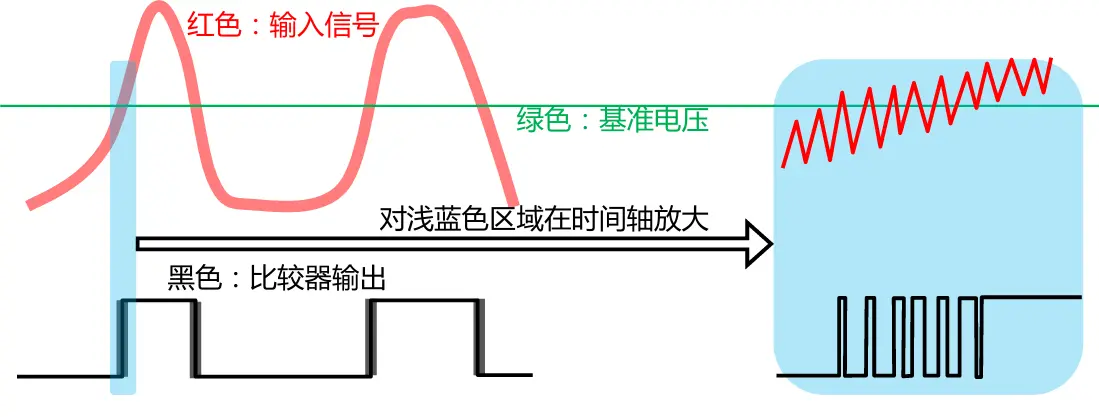 红色：输入信号
绿色：基准电压
对浅蓝色区域在时间轴放大
黑色：比较器输出